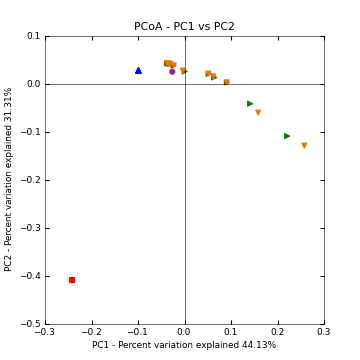 PCoA - PC1 vs PC2
0.1
0.0
−0.1
−0.2
−0.3
−0.4
−0.5
PC2 - Percent variation explained 31.31%
−0.3 −0.2 −0.1 0.0 0.1 0.2 0.3
PC1 - Percent variation explained 44.13%